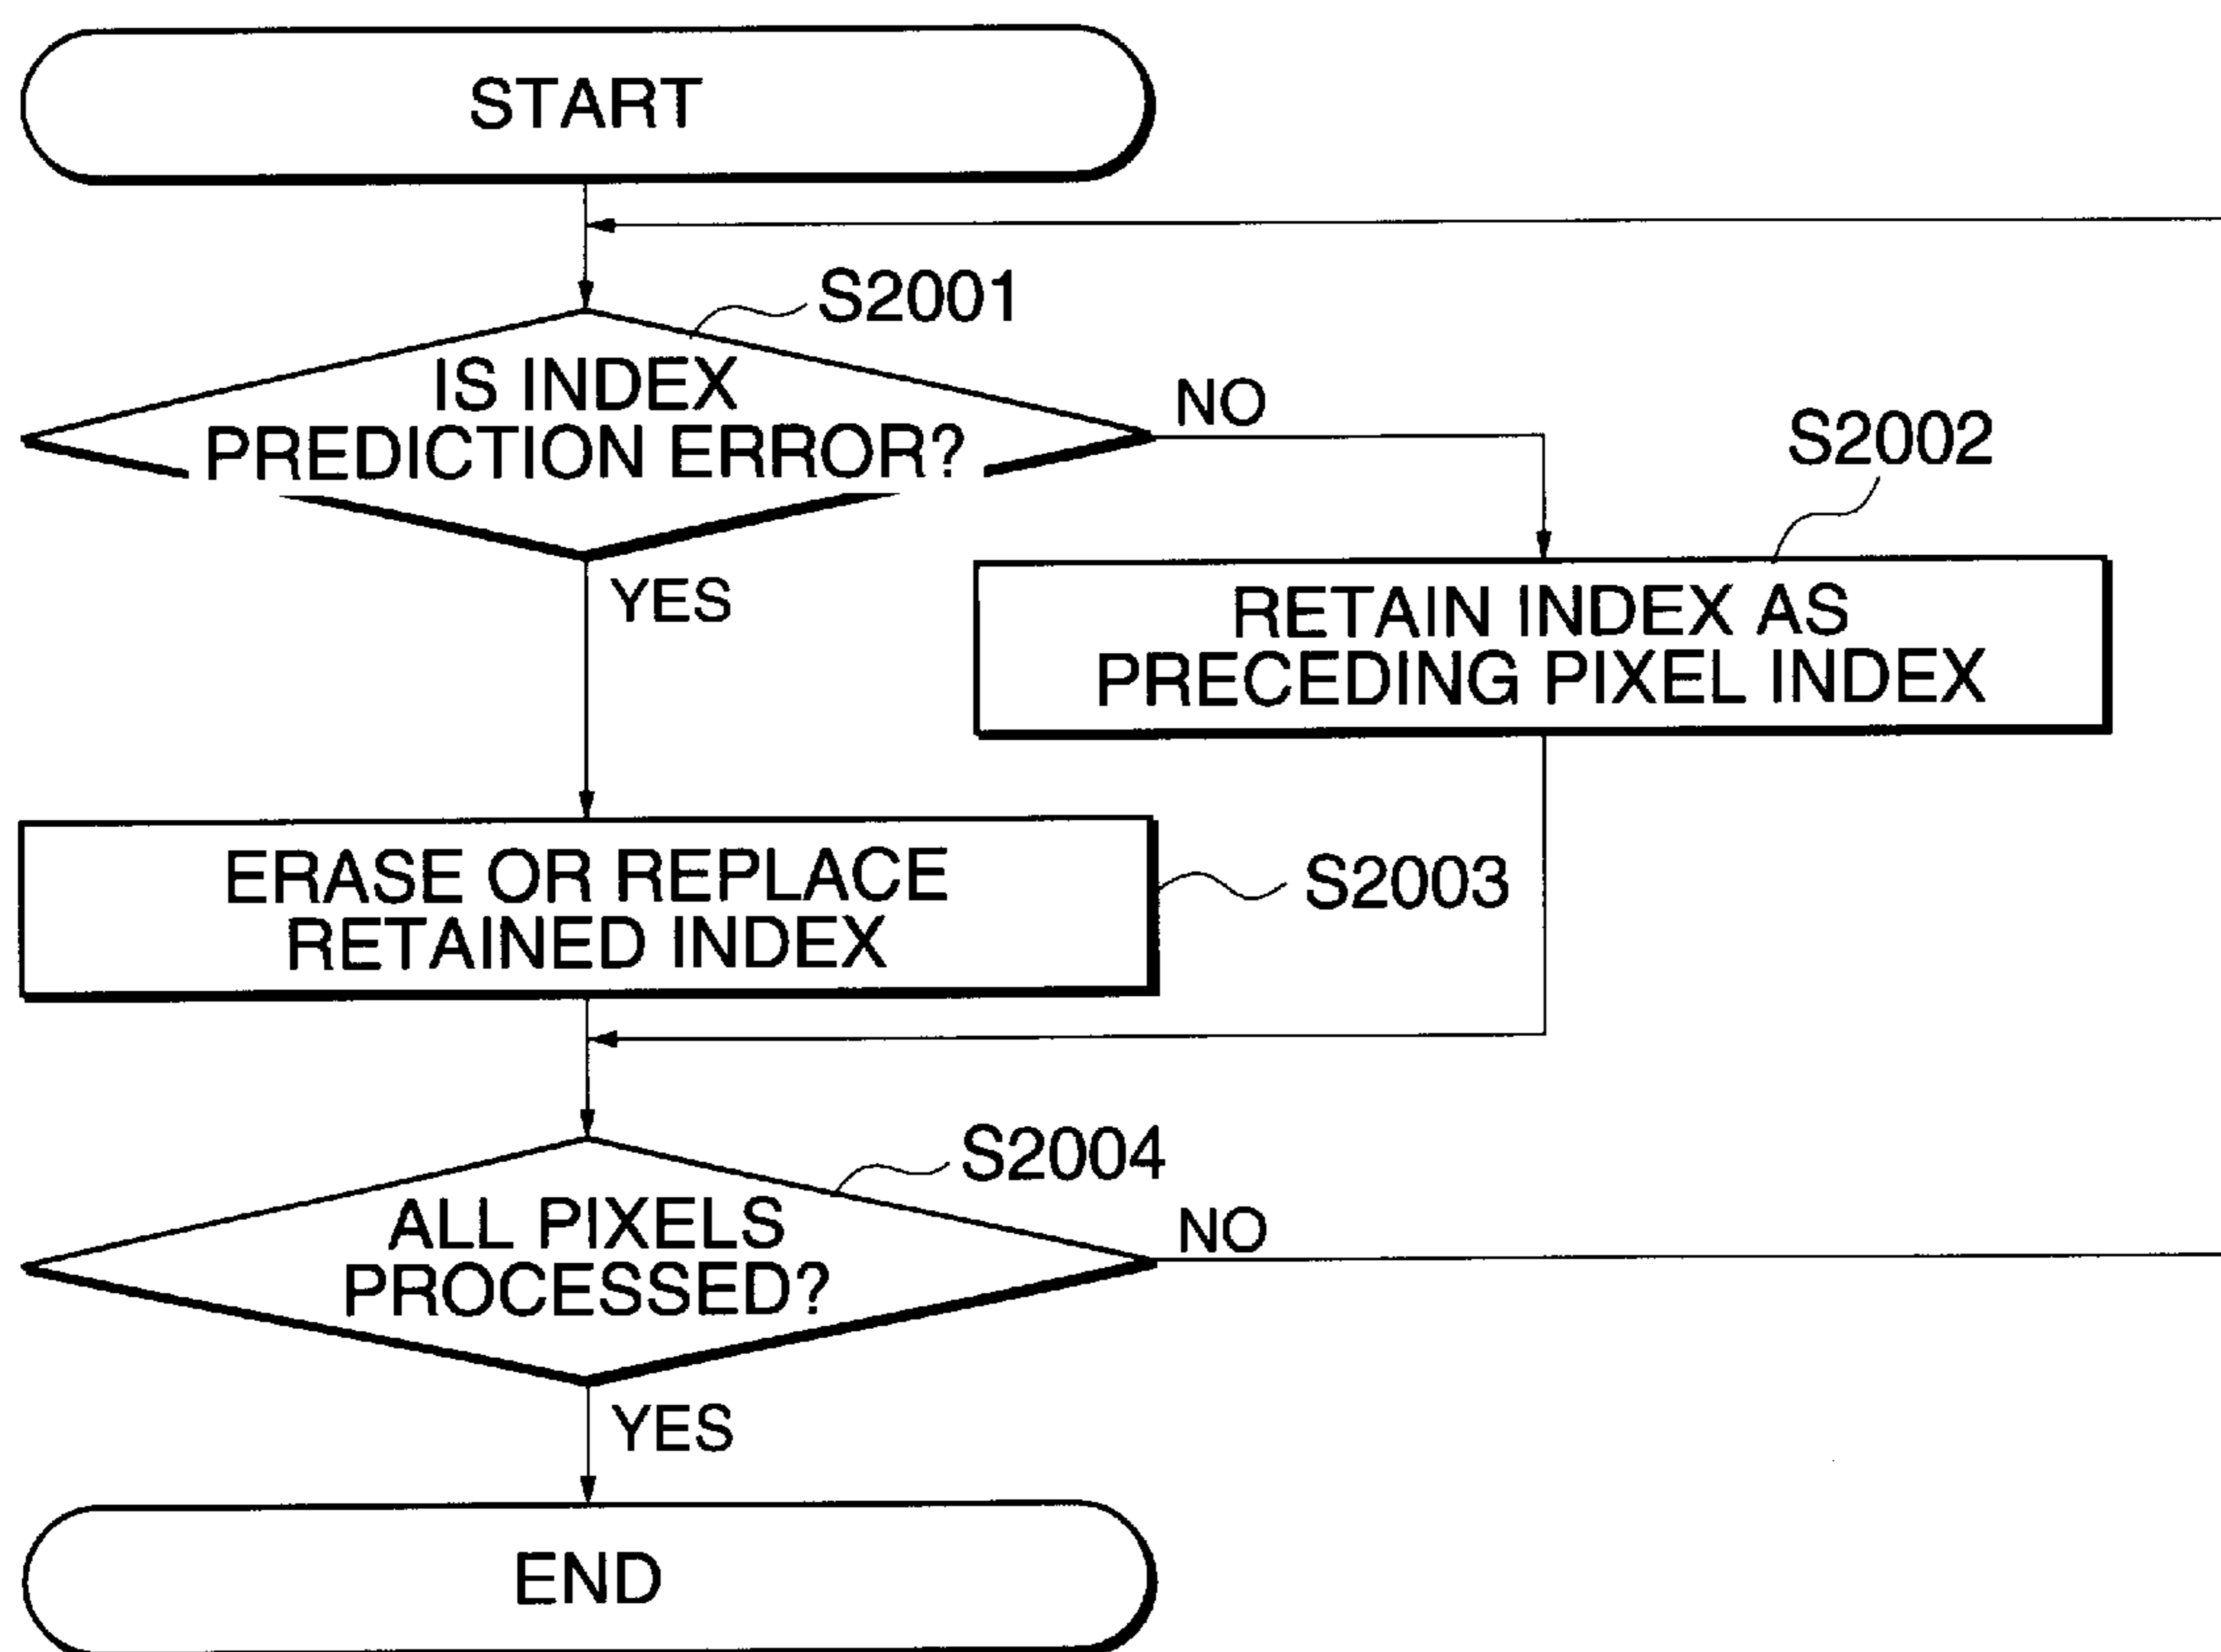 START
S2001
IS INDEX
PREDICTION ERROR?
NO
S2002
YES
RETAIN INDEX AS
PRECEDING PIXEL INDEX
ERASE OR REPLACE
RETAINED INDEX
S2003
S2004
ALL PIXELS
PROCESSED?
NO
YES
END